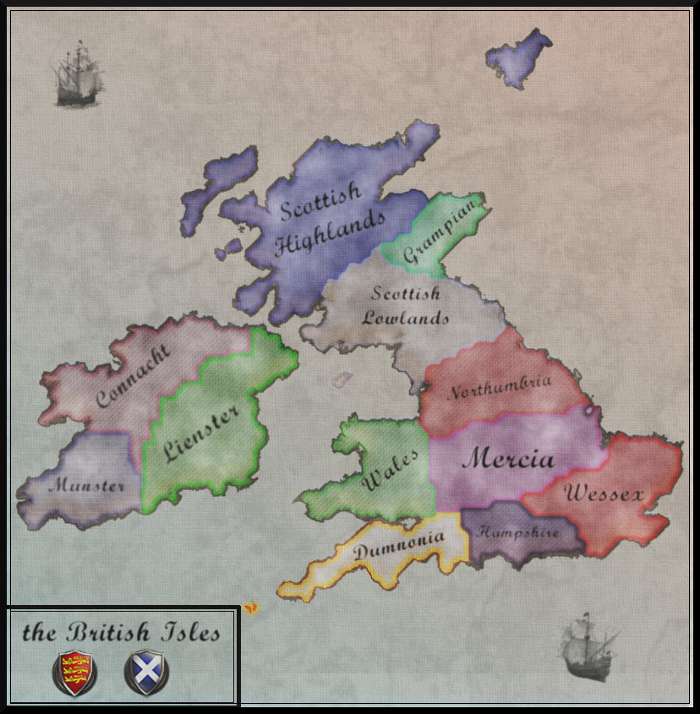 Scottish
Highlands
Grampian
Scottish
Lowlands
Connacht
Northumbria
Lienster
Wales
Mercia
Munster
Wessex
Hampshire
Dumnonia
the British Isles